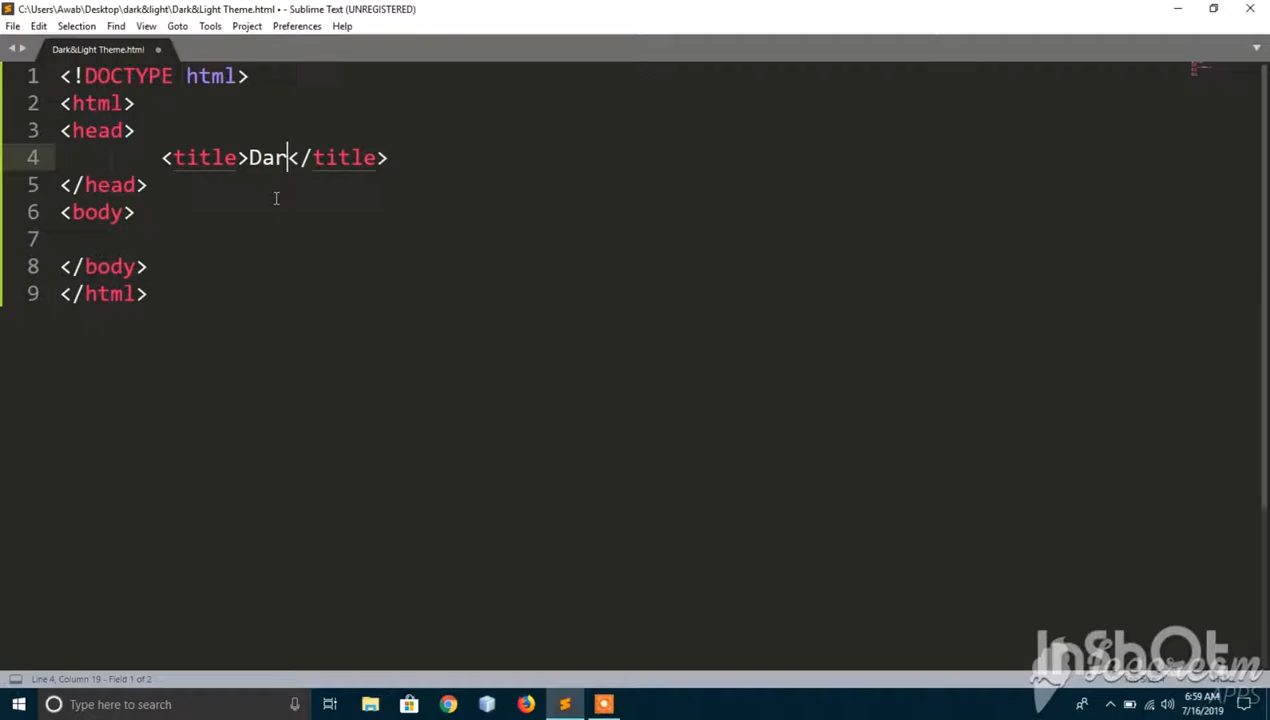 C:\Users\Awab\Desktop\dark&light\Dark&Light Theme.html • - Sublime Text (UNREGISTERED)
File Edit Selection Find View Goto Tools Project Preferences Help
Dark&Light Theme.html
1 <!DOCTYPE html>
2 <html>
3 <head>
4 <title>Dar</title>
5 </head>
6 <body>
7
8 </body>
9 </html>
InShOt
Icecream
APPS
Line 4, Column 19 - Field 1 of 2
Type here to search
6:59 AM
7/16/2019